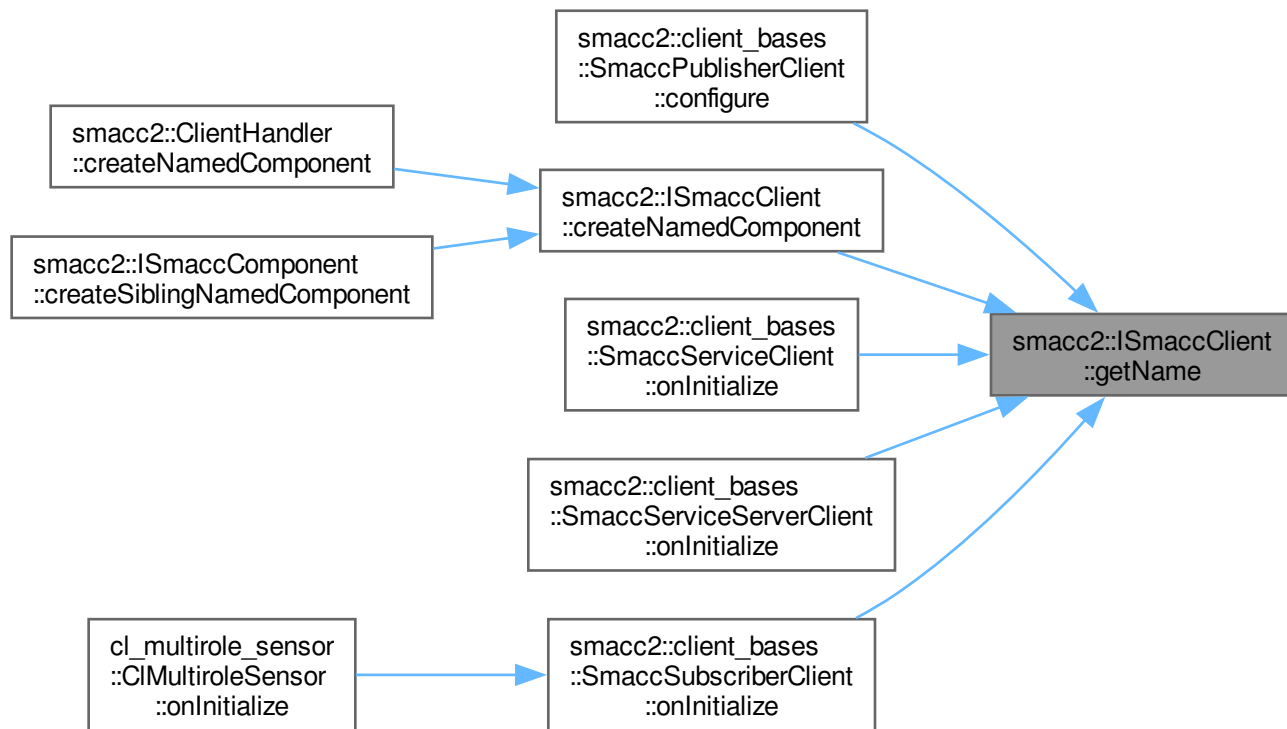 smacc2::client_bases
::SmaccPublisherClient
::configure
smacc2::ClientHandler
::createNamedComponent
smacc2::ISmaccClient
::createNamedComponent
smacc2::ISmaccComponent
::createSiblingNamedComponent
smacc2::client_bases
::SmaccServiceClient
::onInitialize
smacc2::ISmaccClient
::getName
smacc2::client_bases
::SmaccServiceServerClient
::onInitialize
cl_multirole_sensor
::ClMultiroleSensor
::onInitialize
smacc2::client_bases
::SmaccSubscriberClient
::onInitialize